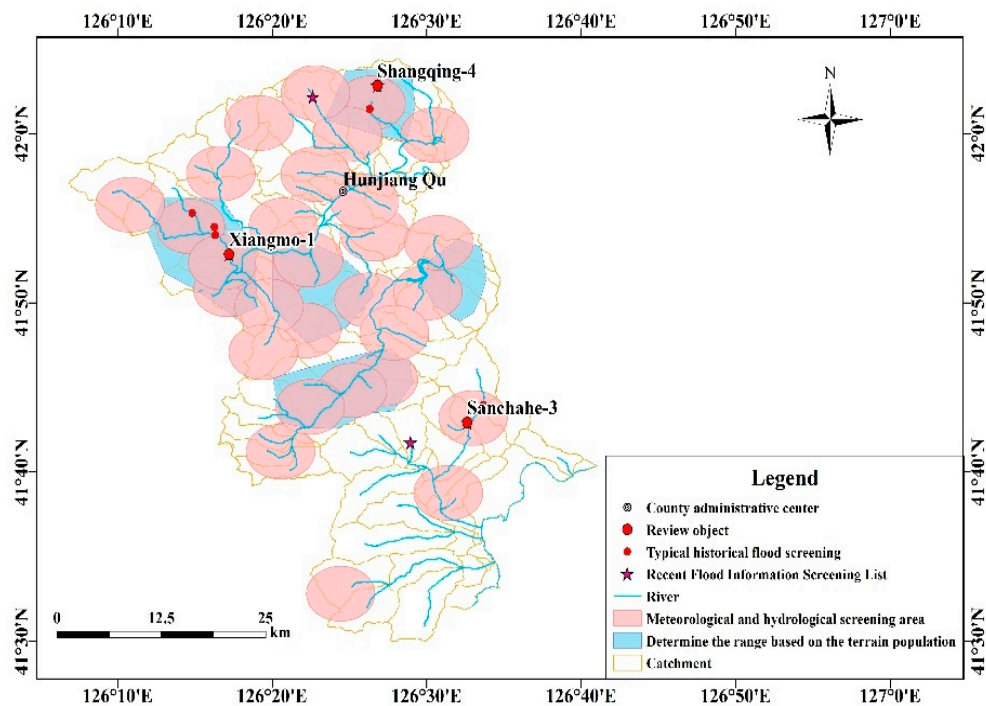 126°10'E 126°20'E 126°30'E 126°40'E 126°50'E 127°0'E
Shangqing-4
N
42°0'N
42°0'N
Hunjiang Qu
Xiangmo-1
41°50'N
41°50'N
Sanchahe-3
41°40'N
41°40'N
Legend
County administrative center
Review object
Typical historical flood screening
Recent Flood Information Screening List
River
Meteorological and hydrological screening area
Determine the range based on the terrain population
Catchment
0 12.5 25
km
41°30'N
41°30'N
126°10'E 126°20'E 126°30'E 126°40'E 126°50'E 127°0'E